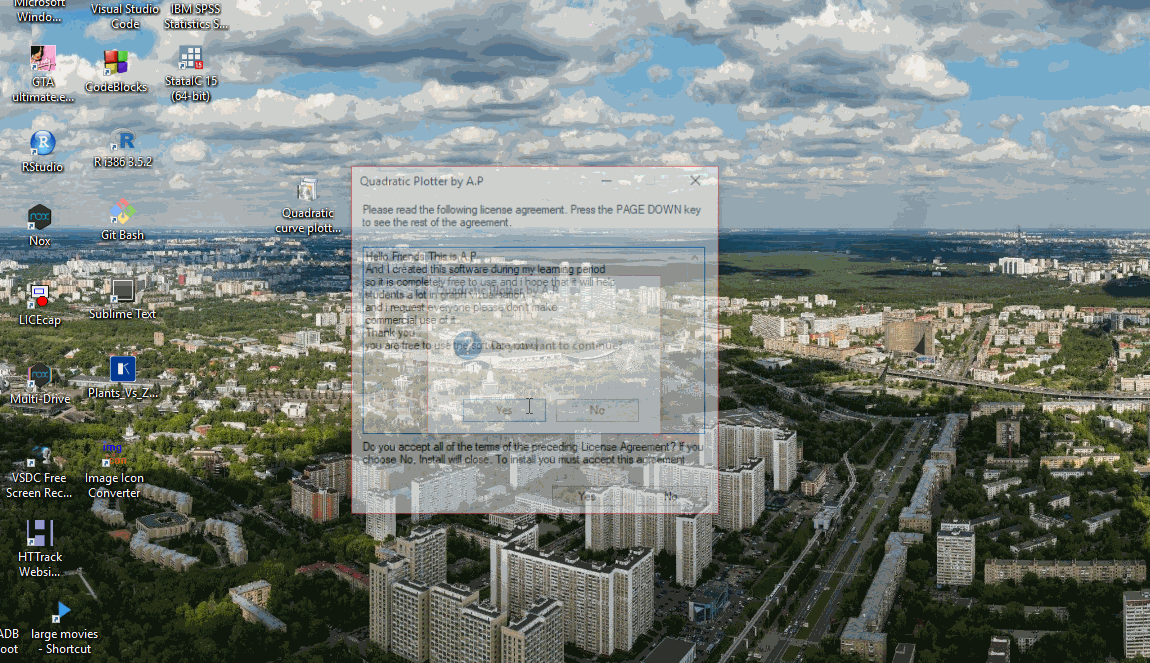 Microsoft
Windo...
Visual Studio
Code
IBM SPSS
Statistics S...
GTA
ultimate.e...
CodeBlocks
StataIC 15
(64-bit)
RStudio
R i386 3.5.2
Nox
Git Bash
Quadratic
curve plott...
LICEcap
Sublime Text
Multi-Drive
Plants_Vs_Z...
VSDC Free
Screen Rec...
Image Icon
Converter
HTTrack
Websi...
ADB
oot
large movies
- Shortcut
Quadratic Plotter by A.P
Please read the following license agreement. Press the PAGE DOWN key
to see the rest of the agreement.
Hello Friends This is A.P
And I created this software during my learning period
so it is completely free to use and i hope that it will help
students a lot in graph
and i request everyone please don't make
commercial use of it
Thank you
you are free to use the
Do you want to continue?
Yes
No
Do you accept all of the terms of the preceding License Agreement? If you
choose No, Install will close. To install you must accept this agreement.
Yes
No